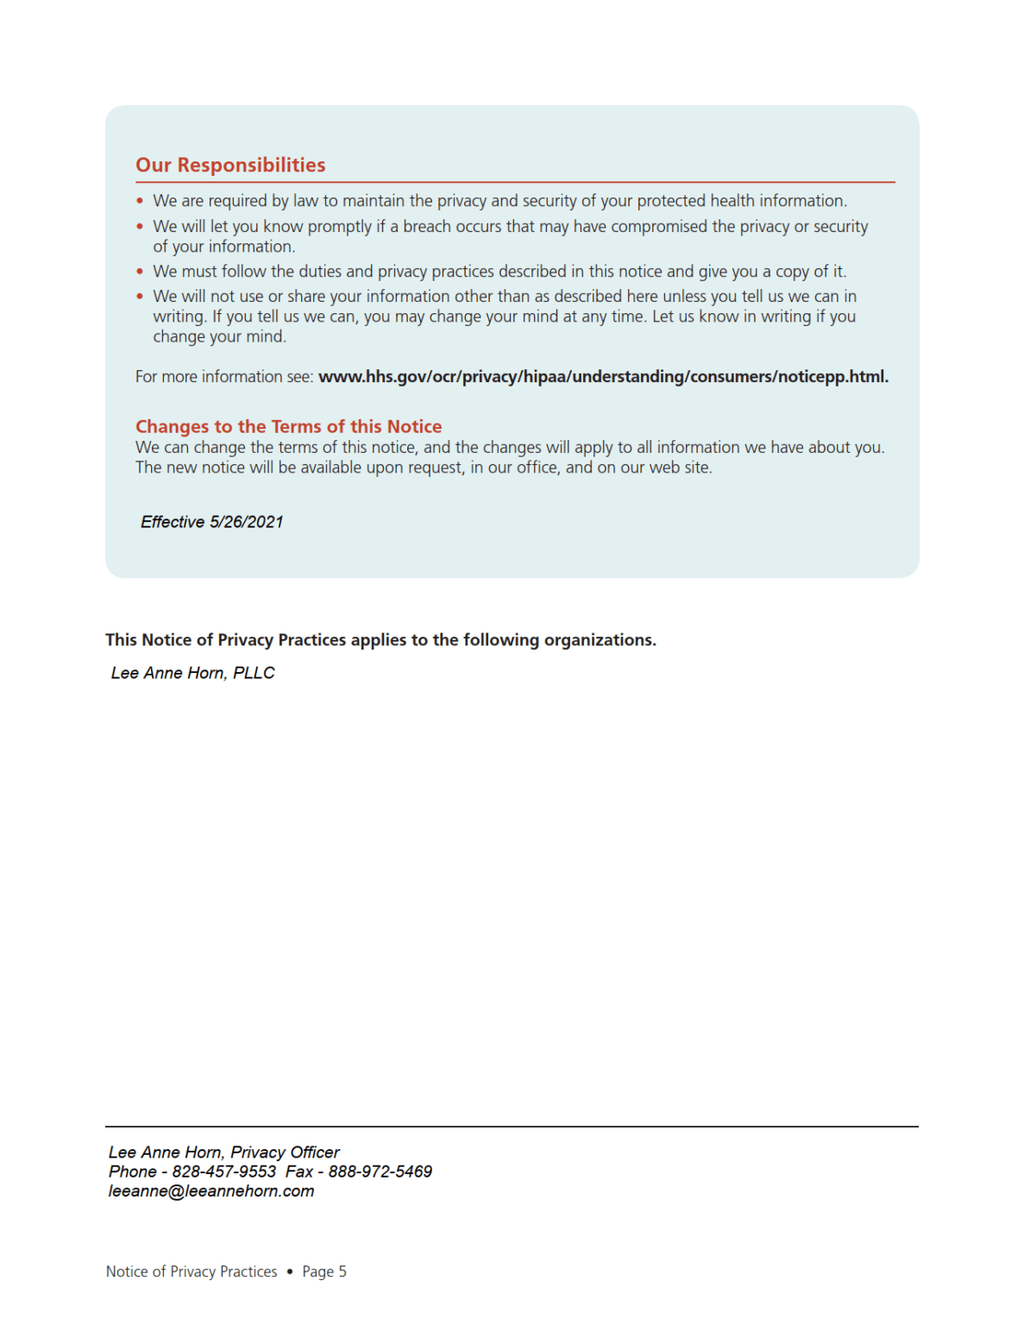 Our Responsibilities
• We are required by law to maintain the privacy and security of your protected health information.
• We will let you know promptly if a breach occurs that may have compromised the privacy or security
of your information.
• We must follow the duties and privacy practices described in this notice and give you a copy of it.
• We will not use or share your information other than as described here unless you tell us we can in
writing. If you tell us we can, you may change your mind at any time. Let us know in writing if you
change your mind.
For more information see: www.hhs.gov/ocr/privacy/hipaa/understanding/consumers/noticepp.html.
Changes to the Terms of this Notice
We can change the terms of this notice, and the changes will apply to all information we have about you.
The new notice will be available upon request, in our office, and on our web site.
Effective 5/26/2021
This Notice of Privacy Practices applies to the following organizations.
Lee Anne Horn, PLLC
Lee Anne Horn, Privacy Officer
Phone - 828-457-9553 Fax - 888-972-5469
leeanne@leeannehorn.com
Notice of Privacy Practices • Page 5